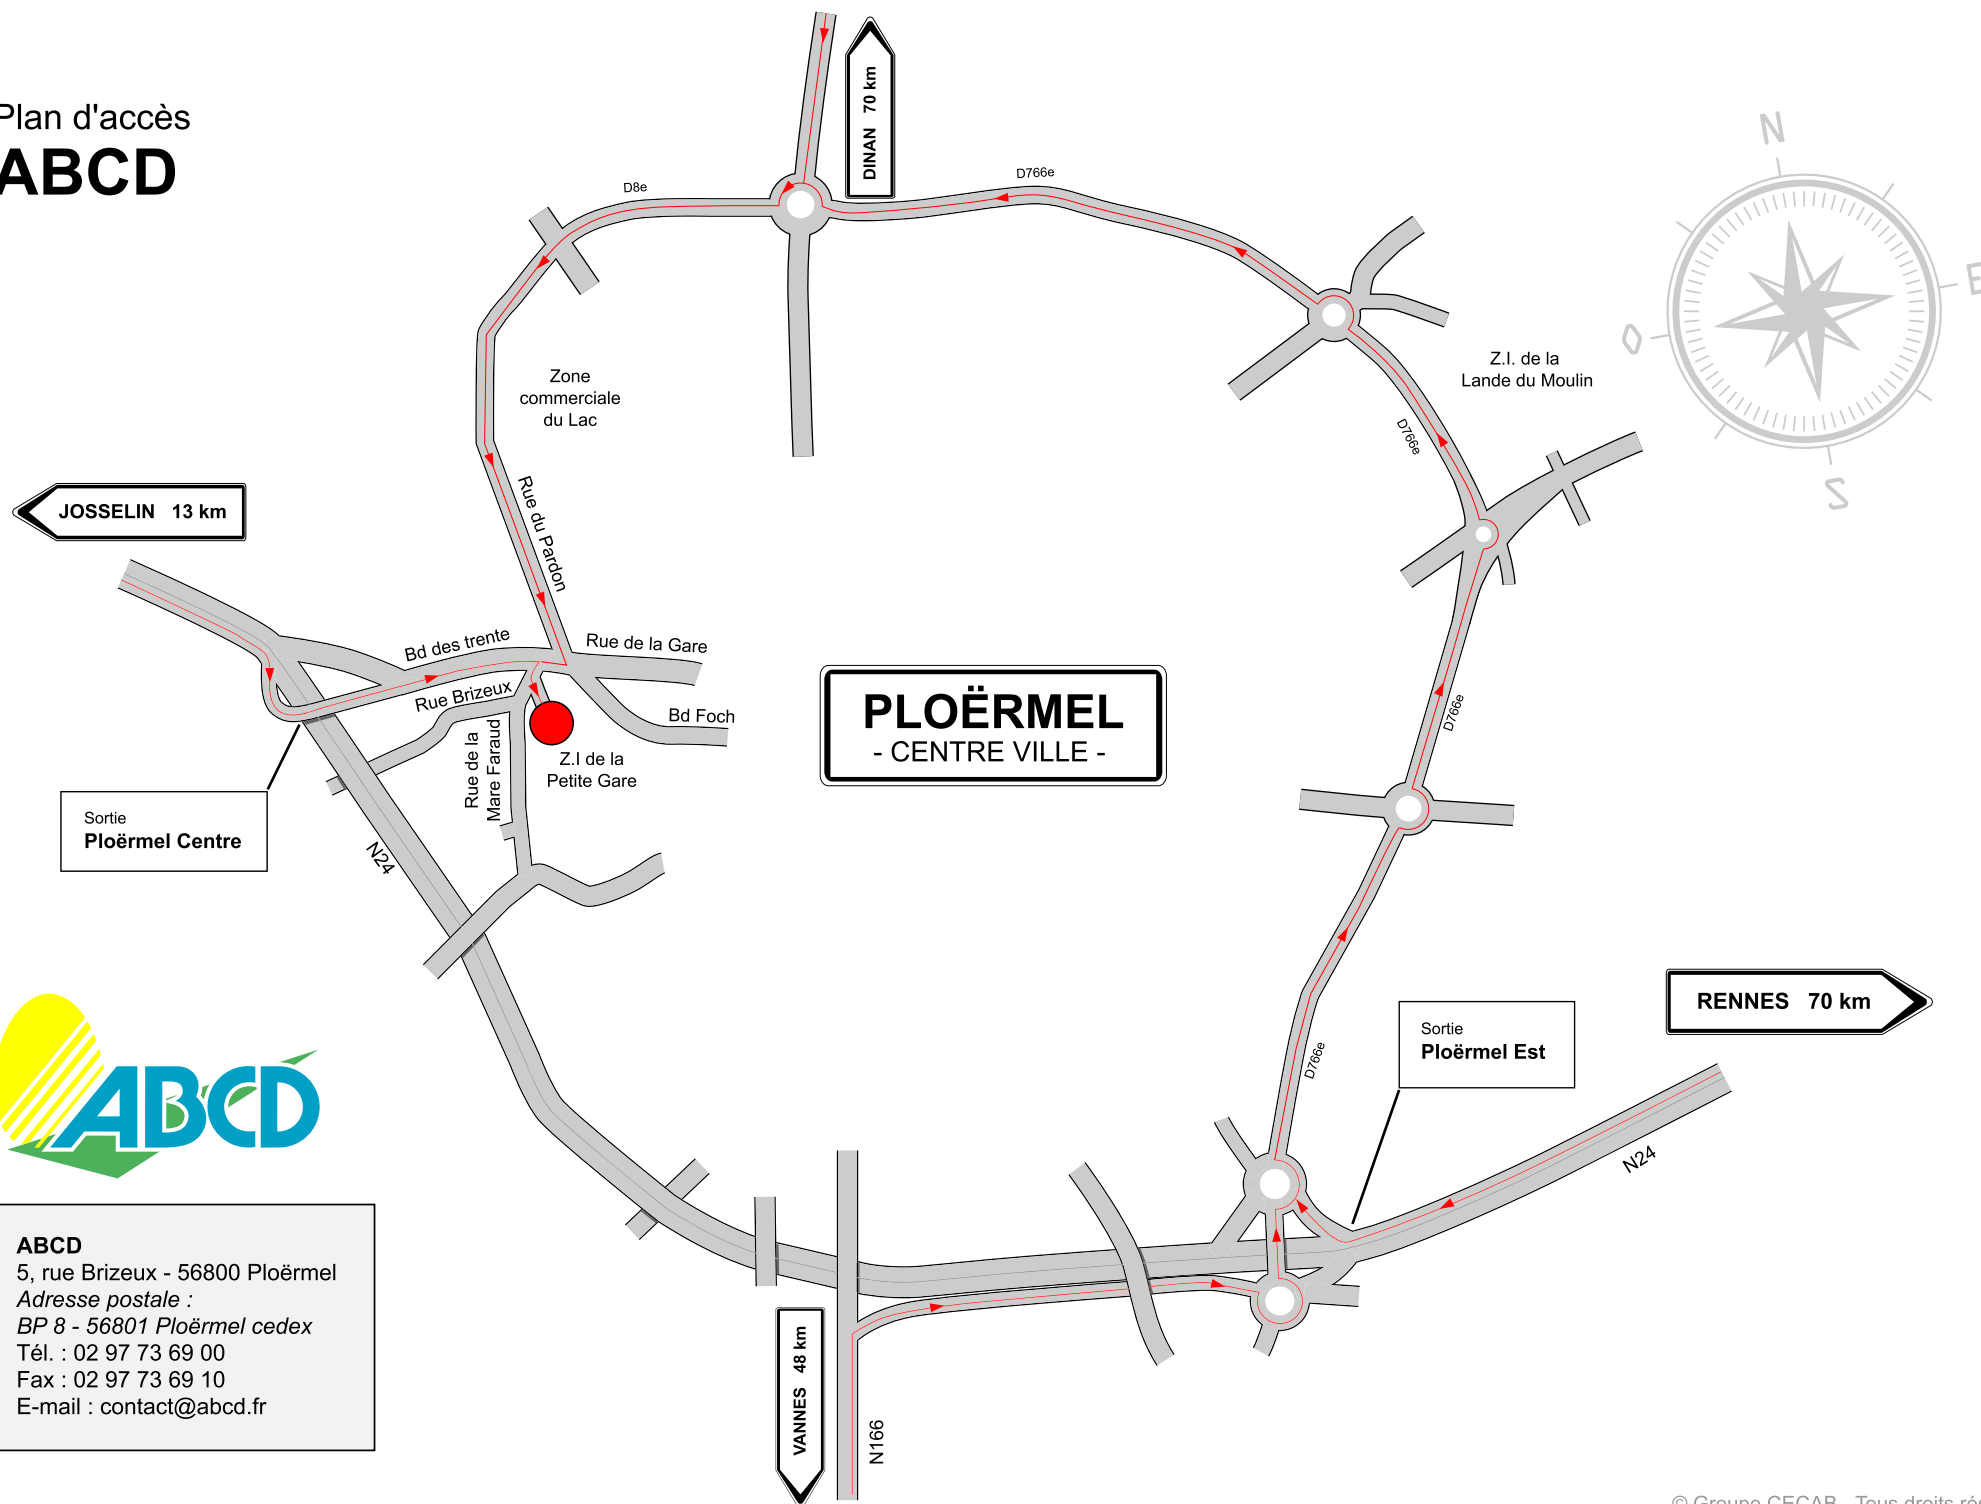 Plan d'accès
ABCD
DINAN 70 km
N
E
S
O
D8e
D766e
Zone
commerciale
du Lac
Z.I. de la
Lande du Moulin
D766e
JOSSELIN 13 km
Rue du Pardon
Bd des trente
Rue de la Gare
Rue Brizeux
Bd Foch
Rue de la
Mare Faraud
Z.I de la
Petite Gare
PLOËRMEL
- CENTRE VILLE -
D766e
Sortie
Ploërmel Centre
N24
RENNES 70 km
Sortie
Ploërmel Est
D766e
ABCD
N24
ABCD
5, rue Brizeux - 56800 Ploërmel
Adresse postale :
BP 8 - 56801 Ploërmel cedex
Tél. : 02 97 73 69 00
Fax : 02 97 73 69 10
E-mail : contact@abcd.fr
VANNES 48 km
N166
© Groupe CECAB - Tous droits